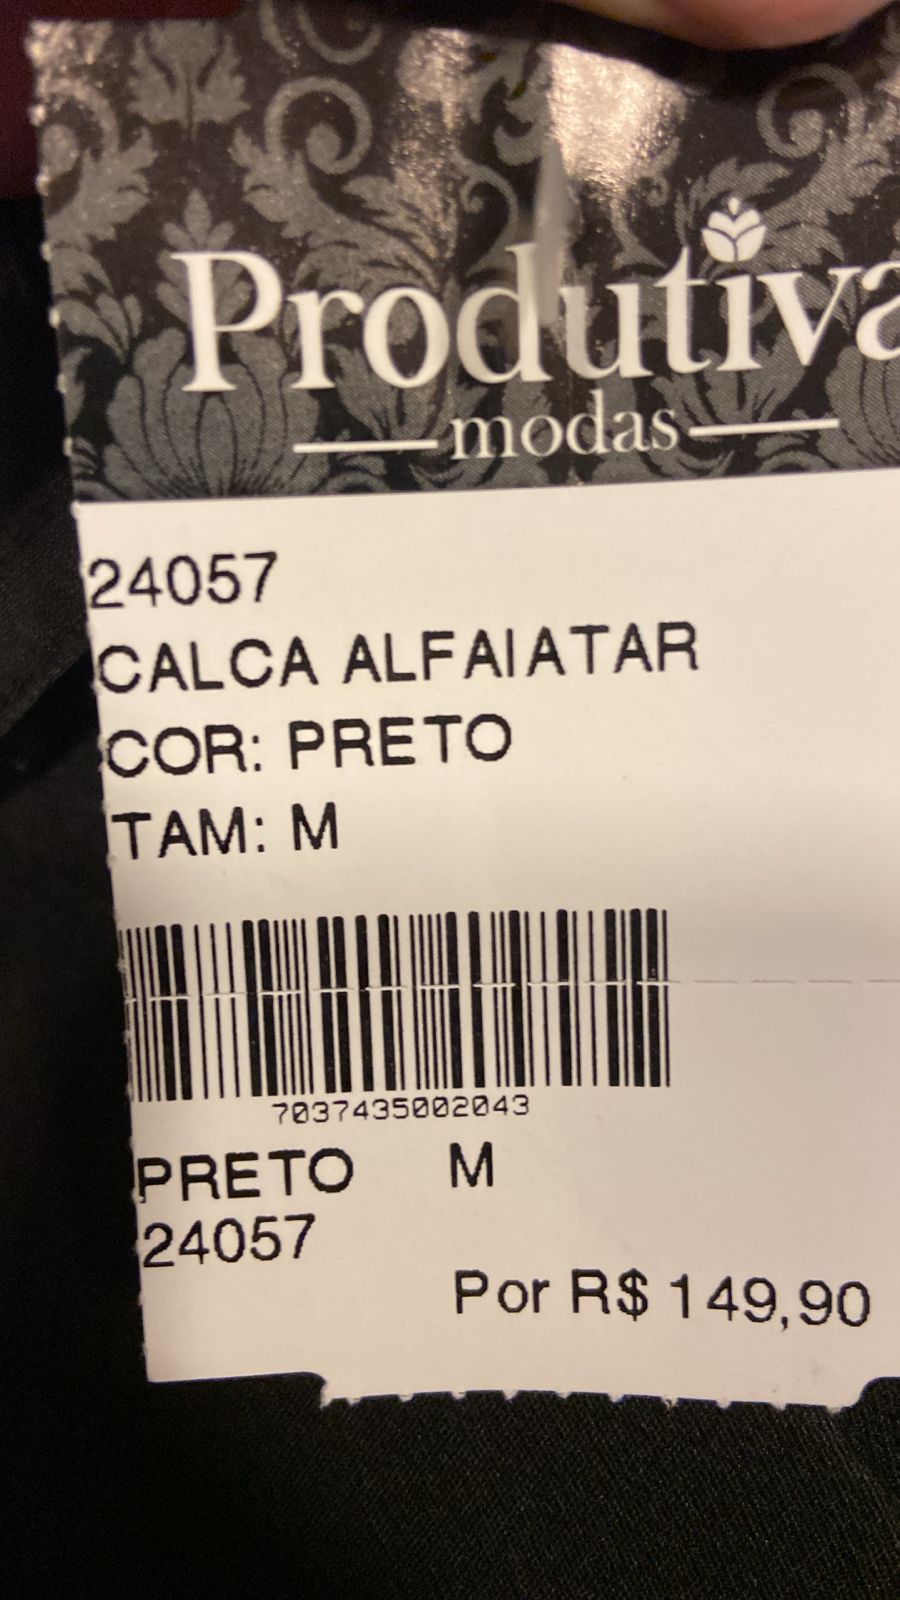 Produtiva
modas
24057
CALCA ALFAIATAR
COR: PRETO
TAM: M
7037435002043
PRETO M
24057
Por R$ 149,90